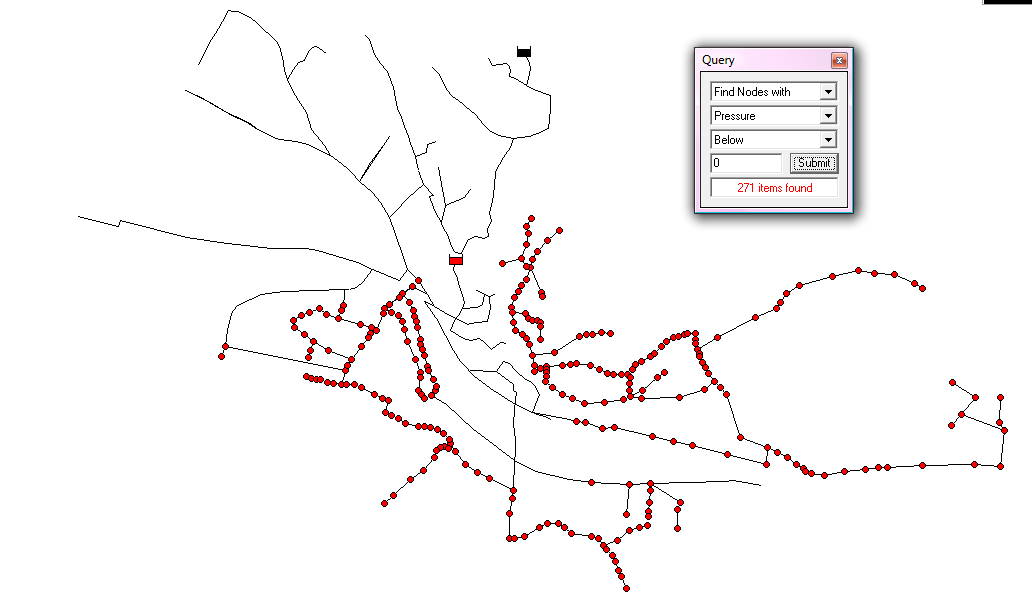 Query
Find Nodes with
Pressure
Below
0 Submit
271 items found